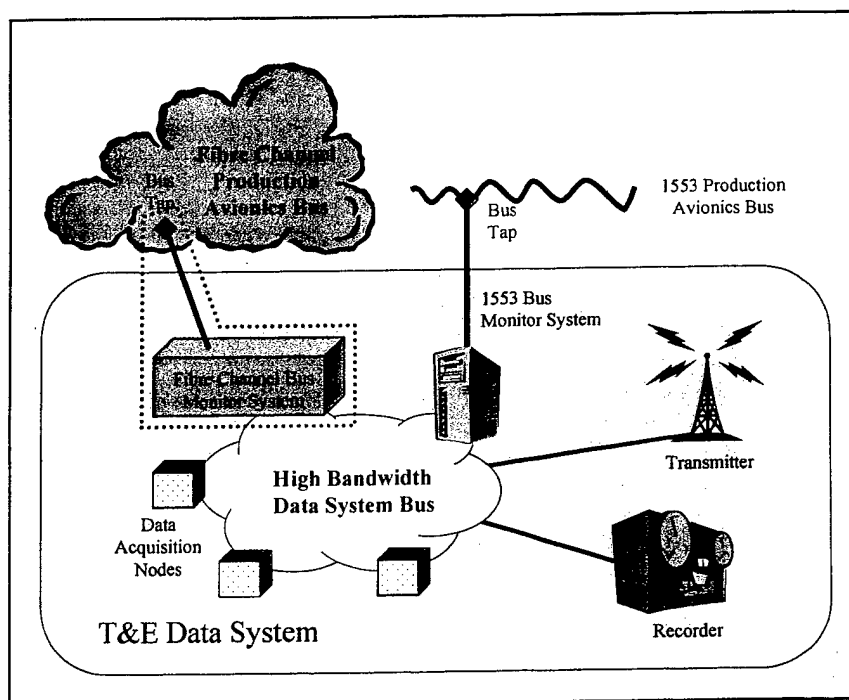 Fibre Channel
Production
Avionics Bus
Bus
Tap
Bus
Tap
1553 Production
Avionics Bus
1553 Bus
Monitor System
Fibre-Channel Bus
Monitor System
Transmitter
High Bandwidth
Data System Bus
Data
Acquisition
Nodes
T&E Data System
Recorder